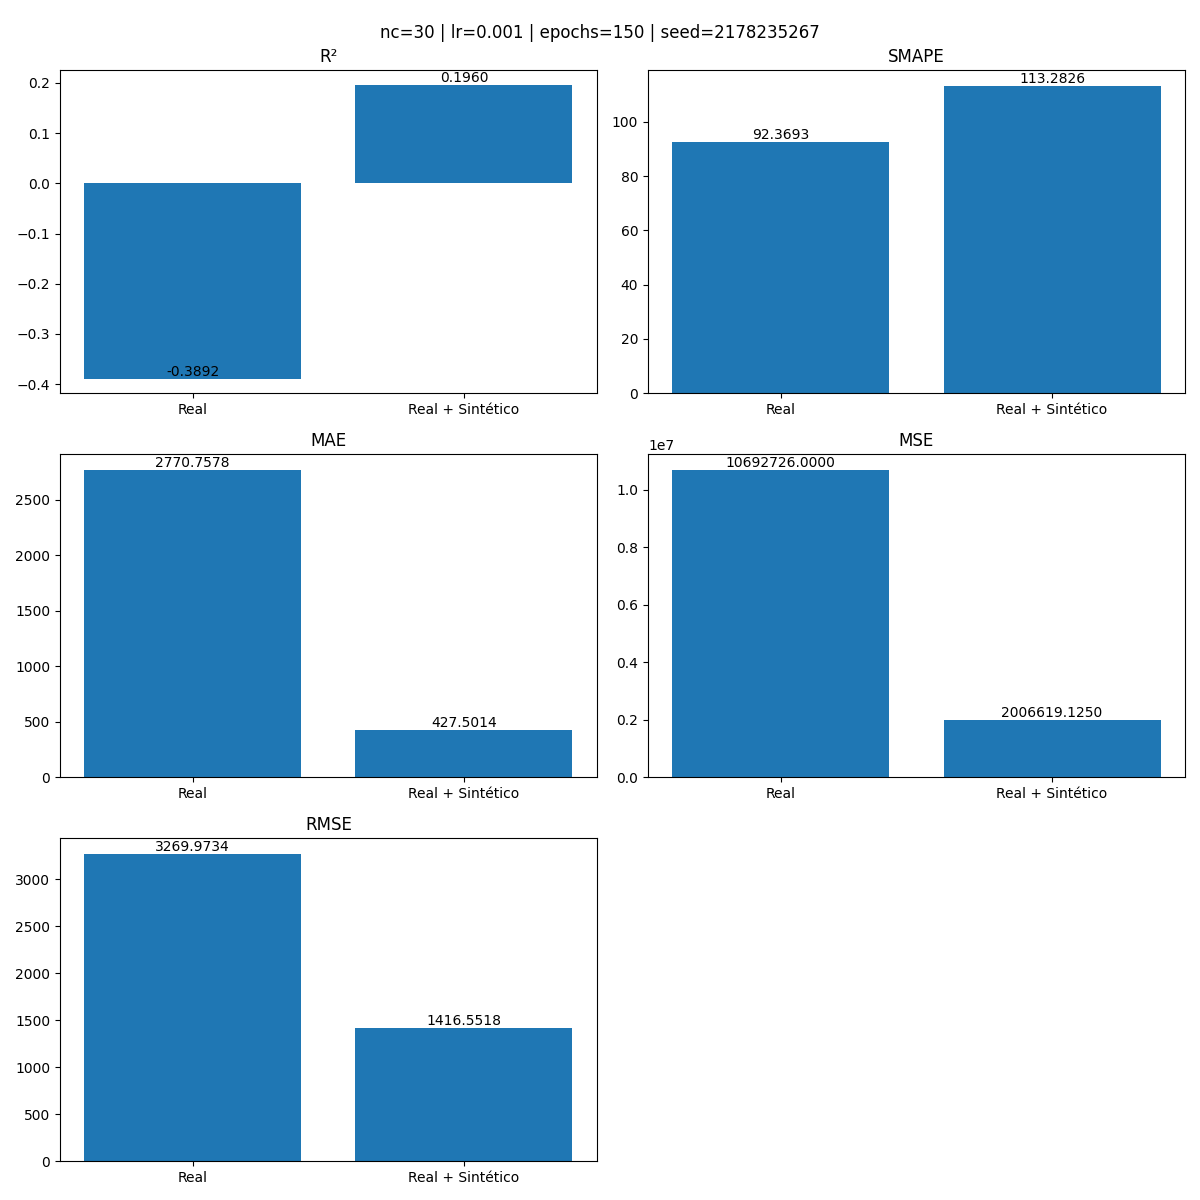 nc=30 | lr=0.001 | epochs=150 | seed=2178235267
R²
0.2
0.1
0.0
−0.1
−0.2
−0.3
−0.4
0.1960
-0.3892
Real
Real + Sintético
SMAPE
100
80
60
40
20
0
92.3693
113.2826
Real
Real + Sintético
MAE
2500
2000
1500
1000
500
0
2770.7578
427.5014
Real
Real + Sintético
MSE
1e7
1.0
0.8
0.6
0.4
0.2
0.0
10692726.0000
2006619.1250
Real
Real + Sintético
RMSE
3000
2500
2000
1500
1000
500
0
3269.9734
1416.5518
Real
Real + Sintético